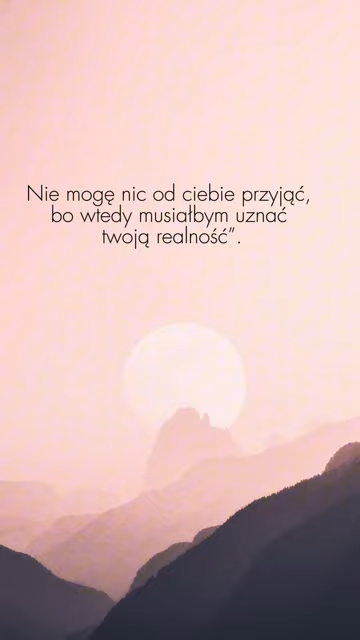 Nie mogę nic od ciebie przyjąć,
bo wtedy musiałbym uznać
twoją realność”.